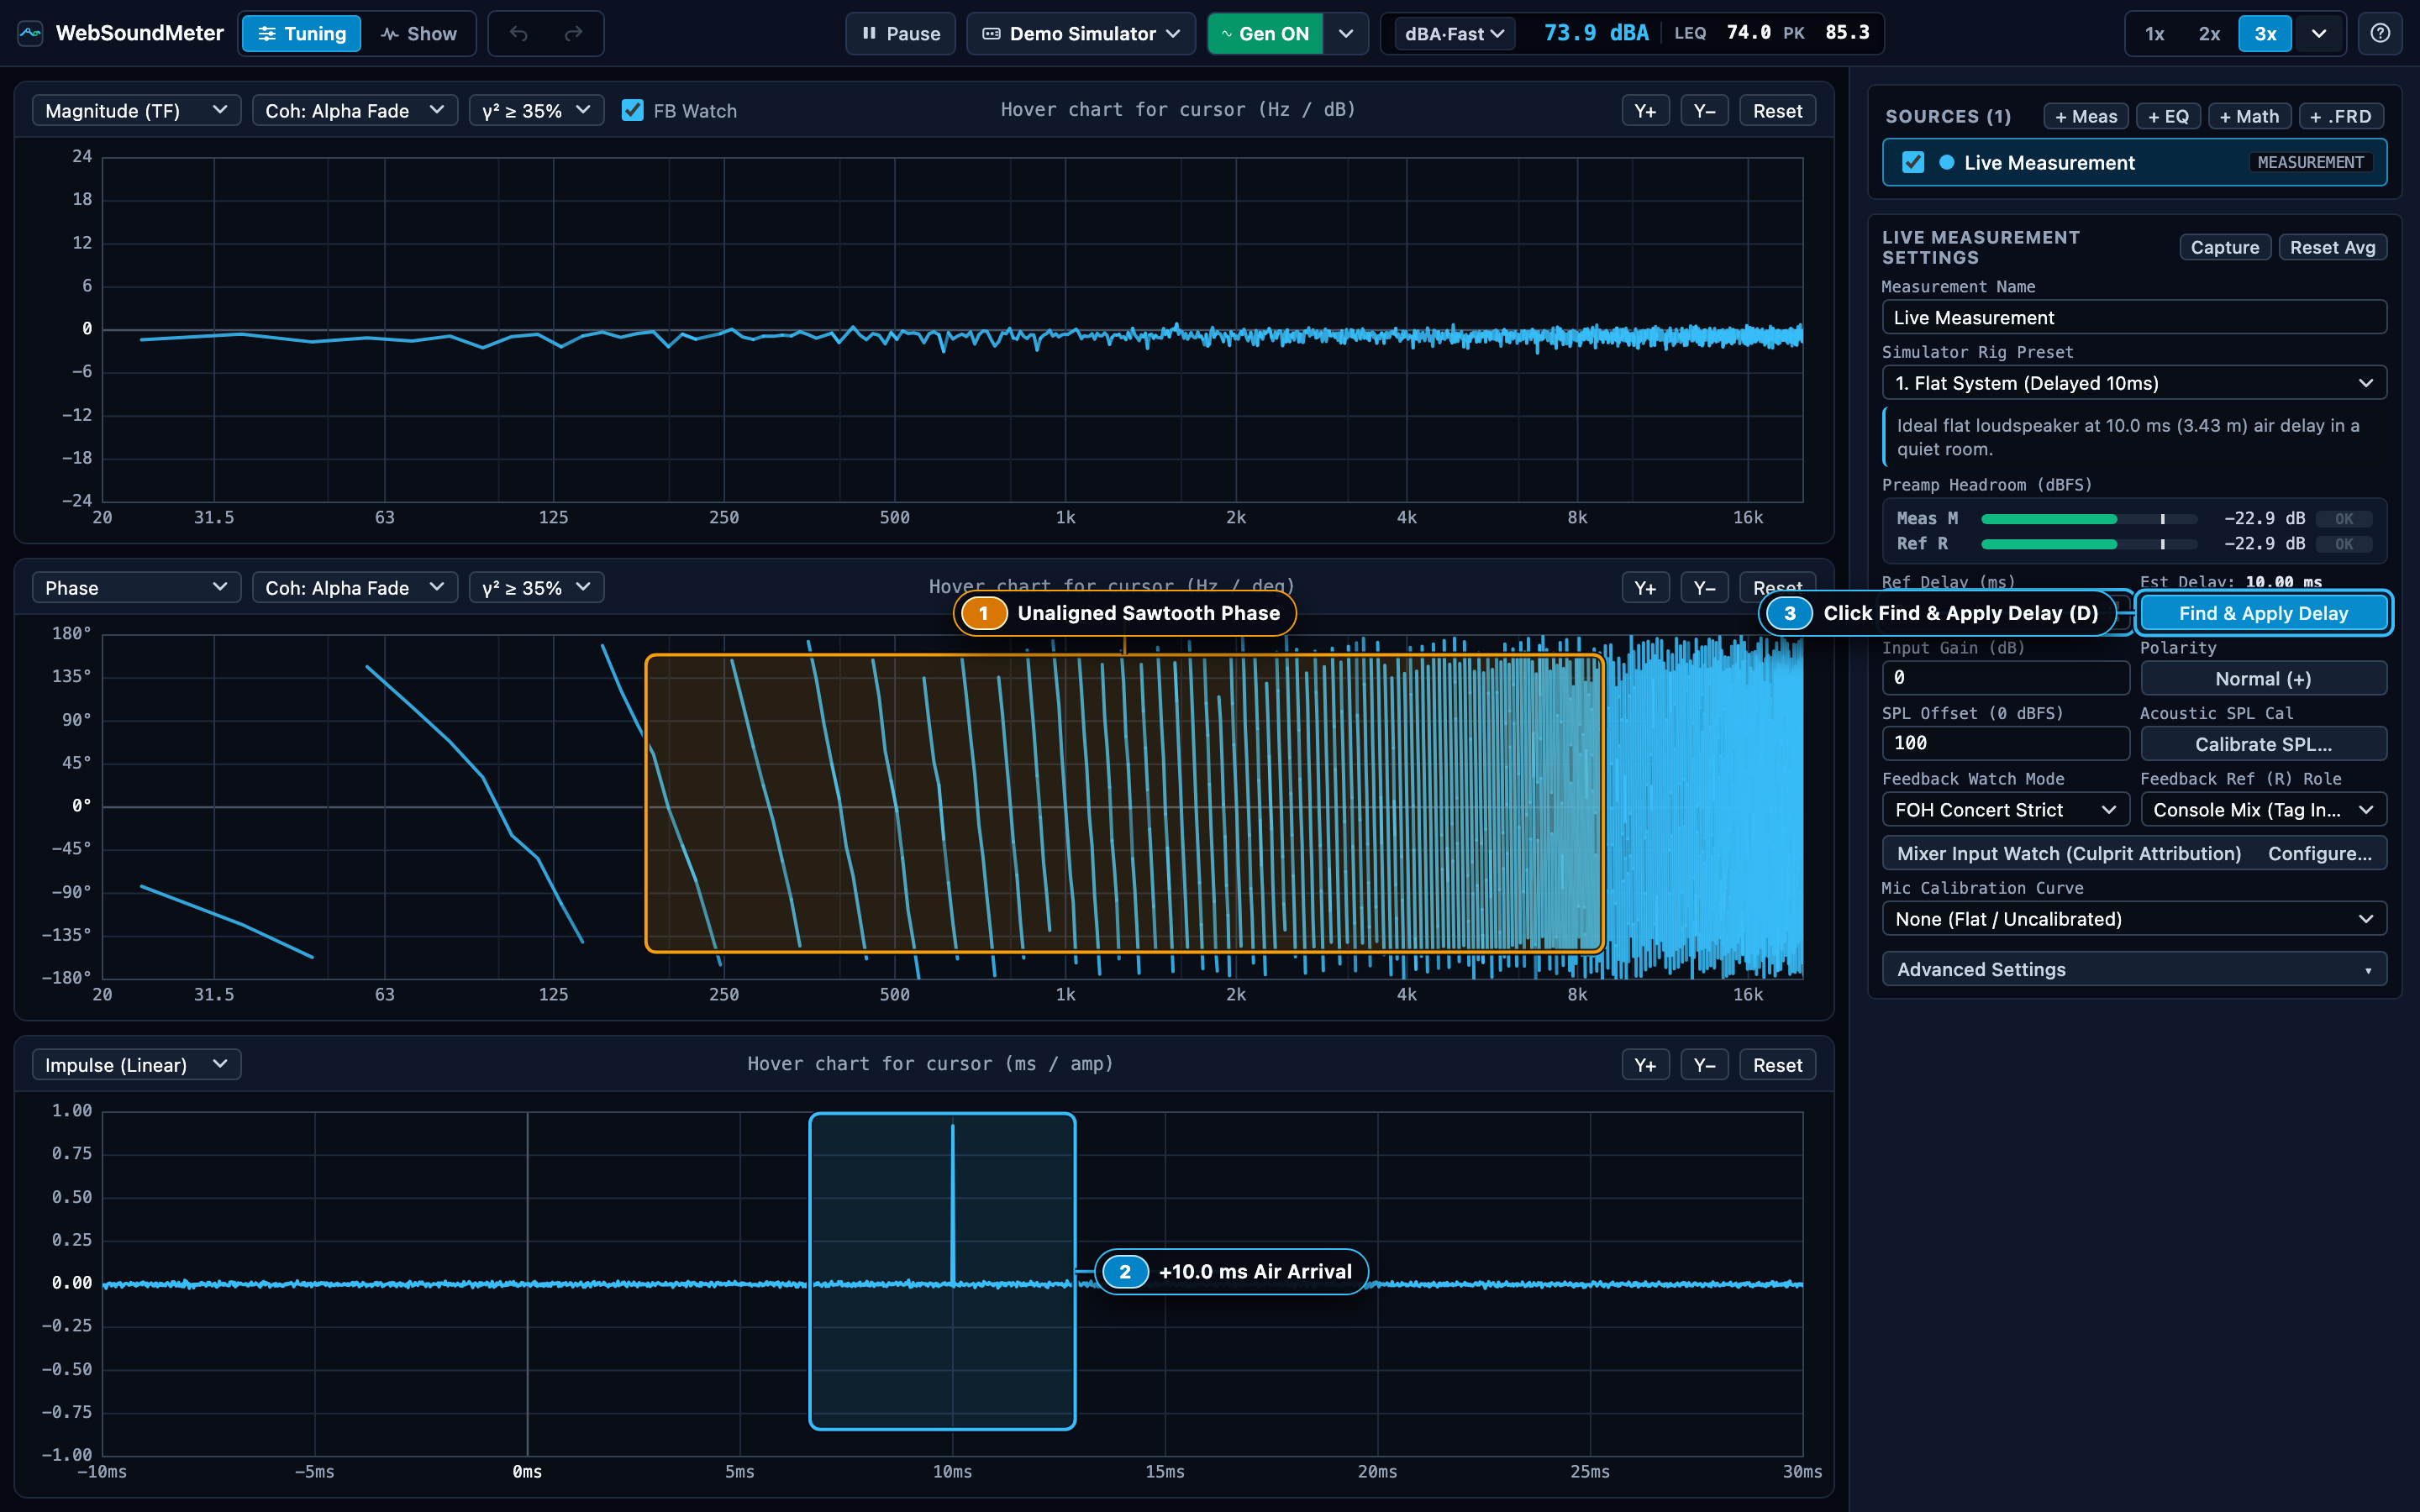 WebSoundMeter Tuning Show Pause Demo Simulator Gen ON dBA·Fast 73.9 dBA LEQ 74.0 PK 85.3 1x 2x 3x ?
Magnitude (TF) Coh: Alpha Fade γ² ≥ 35% FB Watch Hover chart for cursor (Hz / dB) Y+ Y− Reset
24
18
12
6
0
−6
−12
−18
−24
20 31.5 63 125 250 500 1k 2k 4k 8k 16k
Phase Coh: Alpha Fade γ² ≥ 35% Hover chart for cursor (Hz / deg) Y+ Y− Reset
1 Unaligned Sawtooth Phase
180°
135°
90°
45°
0°
−45°
−90°
−135°
−180°
20 31.5 63 125 250 500 1k 2k 4k 8k 16k
Impulse (Linear) Hover chart for cursor (ms / amp) Y+ Y− Reset
1.00
0.75
0.50
0.25
0.00
−0.25
−0.50
−0.75
−1.00
2 +10.0 ms Air Arrival
−10ms −5ms 0ms 5ms 10ms 15ms 20ms 25ms 30ms
SOURCES (1) + Meas + EQ + Math + .FRD
Live Measurement MEASUREMENT
LIVE MEASUREMENT
SETTINGS
Capture Reset Avg
Measurement Name
Live Measurement
Simulator Rig Preset
1. Flat System (Delayed 10ms)
Ideal flat loudspeaker at 10.0 ms (3.43 m) air delay in a
quiet room.
Preamp Headroom (dBFS)
Meas M −22.9 dB OK
Ref R −22.9 dB OK
Ref Delay (ms) Est Delay: 10.00 ms
3 Click Find & Apply Delay (D) Find & Apply Delay
Input Gain (dB) Polarity
0 Normal (+)
SPL Offset (0 dBFS) Acoustic SPL Cal
100 Calibrate SPL...
Feedback Watch Mode Feedback Ref (R) Role
FOH Concert Strict Console Mix (Tag In...
Mixer Input Watch (Culprit Attribution) Configure...
Mic Calibration Curve
None (Flat / Uncalibrated)
Advanced Settings